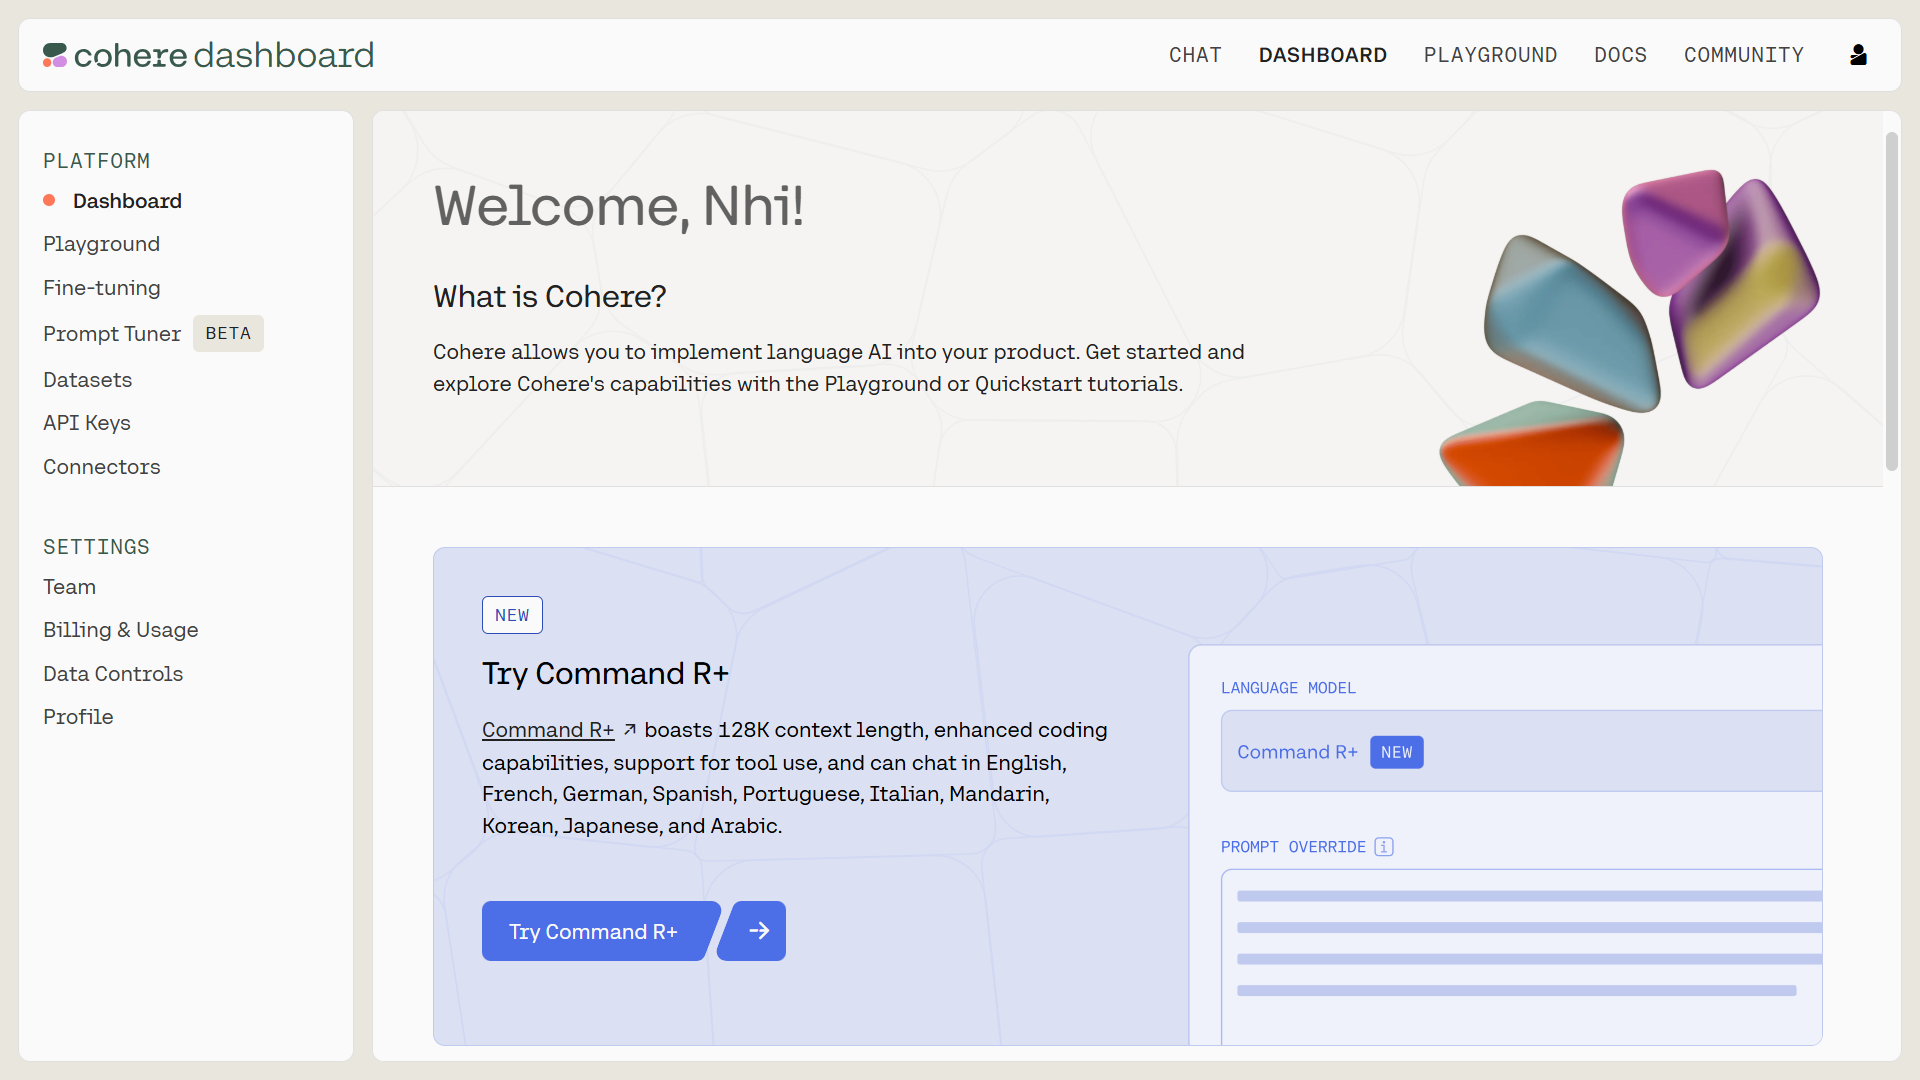 cohere dashboard
CHAT
DASHBOARD
PLAYGROUND
DOCS
COMMUNITY
PLATFORM
Dashboard
Playground
Fine-tuning
Prompt Tuner BETA
Datasets
API Keys
Connectors
SETTINGS
Team
Billing & Usage
Data Controls
Profile
Welcome, Nhi!
What is Cohere?
Cohere allows you to implement language AI into your product. Get started and
explore Cohere's capabilities with the Playground or Quickstart tutorials.
NEW
Try Command R+
Command R+ ↗ boasts 128K context length, enhanced coding
capabilities, support for tool use, and can chat in English,
French, German, Spanish, Portuguese, Italian, Mandarin,
Korean, Japanese, and Arabic.
Try Command R+
LANGUAGE MODEL
Command R+ NEW
PROMPT OVERRIDE i